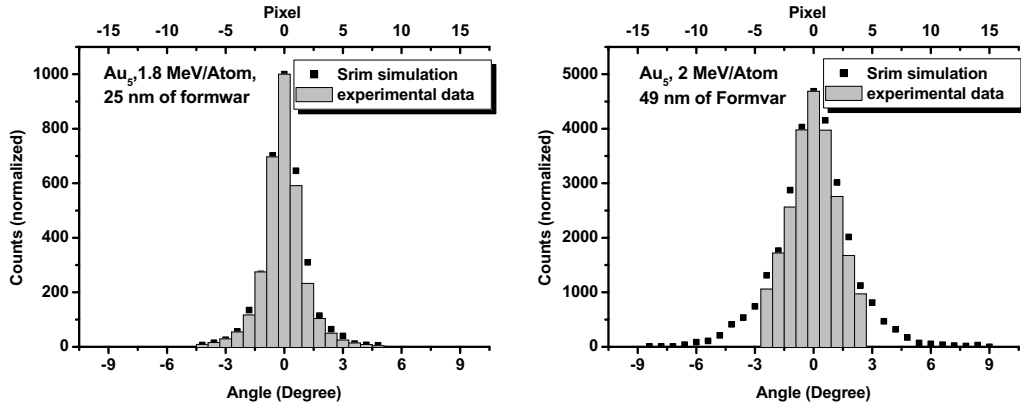 Pixel
-15 -10 -5 0 5 10 15
1000
800
600
400
200
0
Counts (normalized)
Au5,1.8 MeV/Atom,
25 nm of formwar
Srim simulation
experimental data
-9 -6 -3 0 3 6 9
Angle (Degree)
Pixel
-15 -10 -5 0 5 10 15
5000
4000
3000
2000
1000
0
Counts (normalized)
Au5, 2 MeV/Atom
49 nm of Formvar
Srim simulation
experimental data
-9 -6 -3 0 3 6 9
Angle (Degree)